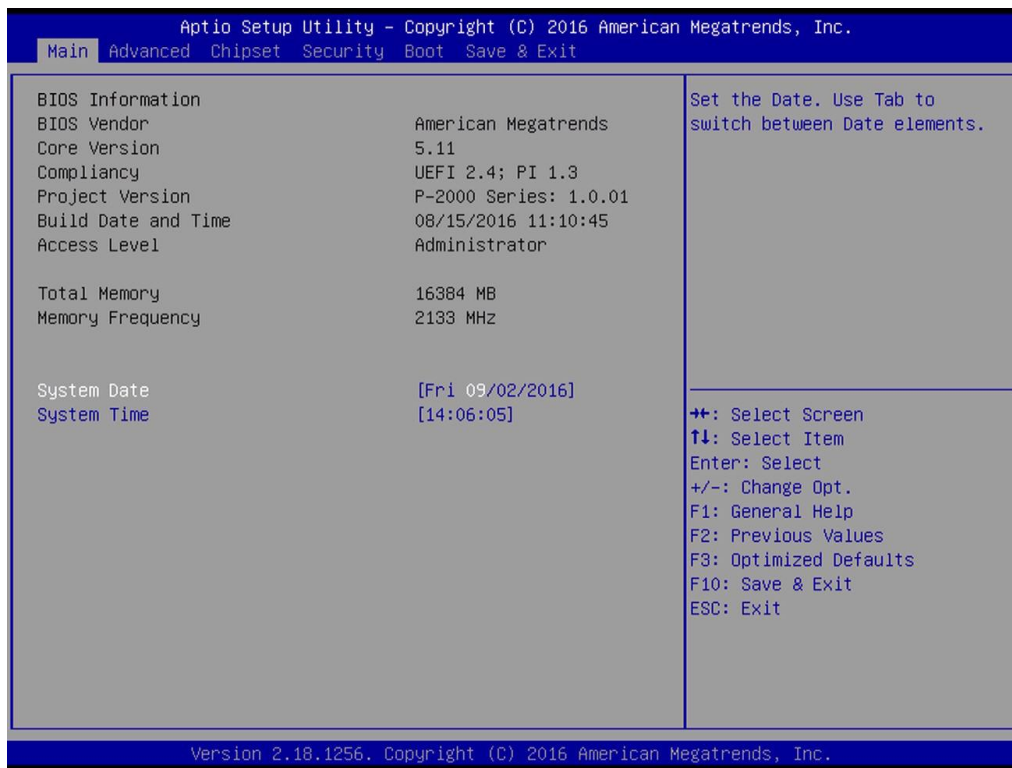 Aptio Setup Utility – Copyright (C) 2016 American Megatrends, Inc.
Main Advanced Chipset Security Boot Save & Exit
BIOS Information
BIOS Vendor American Megatrends
Core Version 5.11
Compliancy UEFI 2.4; PI 1.3
Project Version P-2000 Series: 1.0.01
Build Date and Time 08/15/2016 11:10:45
Access Level Administrator
Total Memory 16384 MB
Memory Frequency 2133 MHz
System Date [Fri 09/02/2016]
System Time [14:06:05]
Set the Date. Use Tab to
switch between Date elements.
→←: Select Screen
↑↓: Select Item
Enter: Select
+/-: Change Opt.
F1: General Help
F2: Previous Values
F3: Optimized Defaults
F10: Save & Exit
ESC: Exit
Version 2.18.1256. Copyright (C) 2016 American Megatrends, Inc.